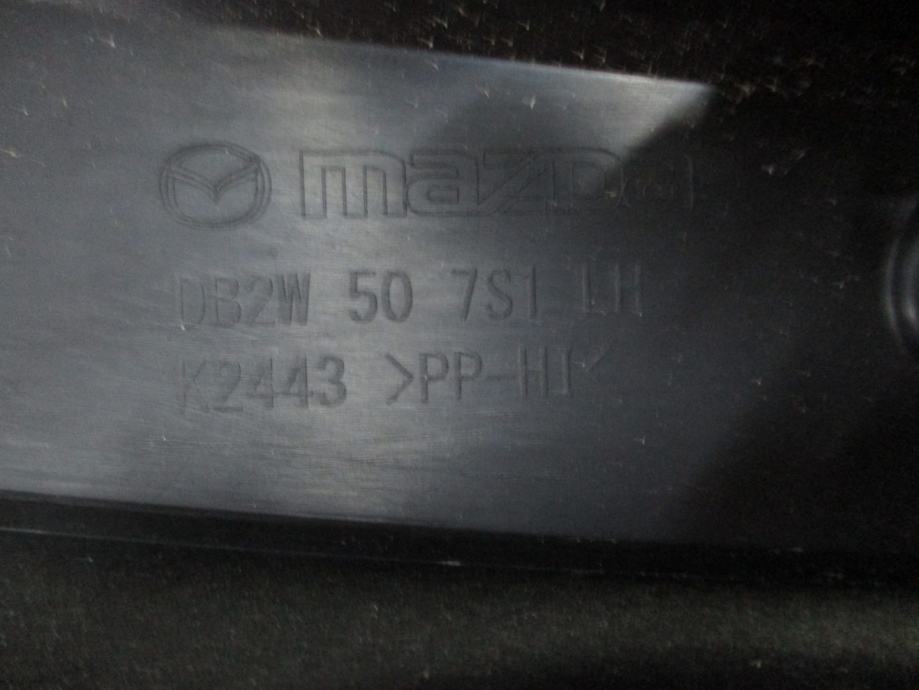 mazda
DB2W 50 7S1 LH
K2443 >PP-HI<